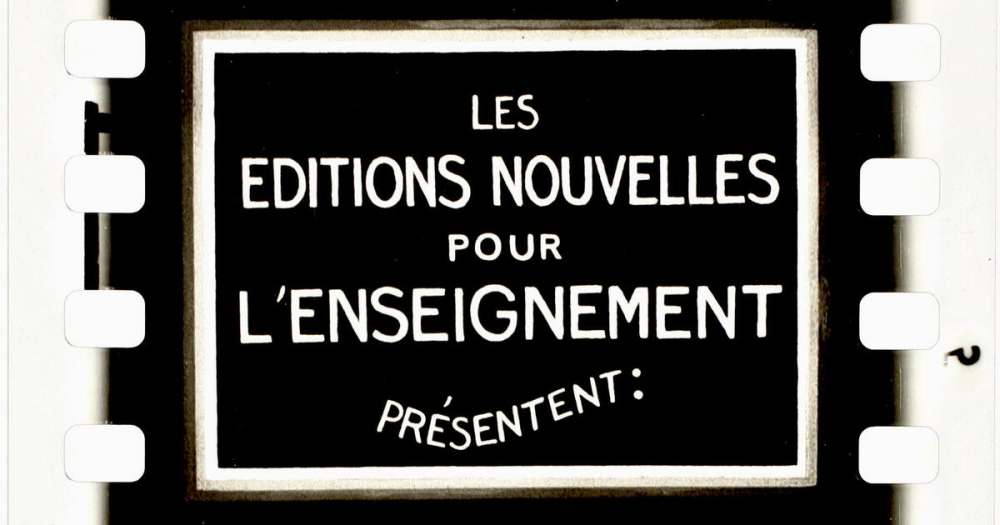 LES
EDITIONS NOUVELLES
POUR
L'ENSEIGNEMENT
PRÉSENTENT: